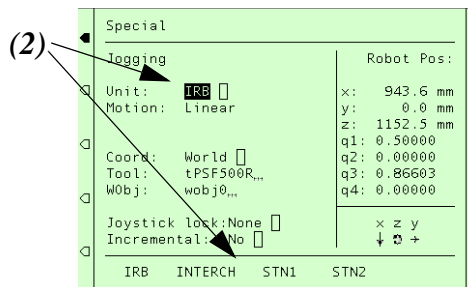 Special
(2)
Jogging Robot Pos:
Unit: IRB x: 943.6 mm
Motion: Linear y: 0.0 mm
z: 1152.5 mm
q1: 0.50000
Coord: World q2: 0.00000
Tool: tPSF500R... q3: 0.86603
WObj: wobj0... q4: 0.00000
Joystick lock:None x z y
Incremental: No
IRB INTERCH STN1 STN2